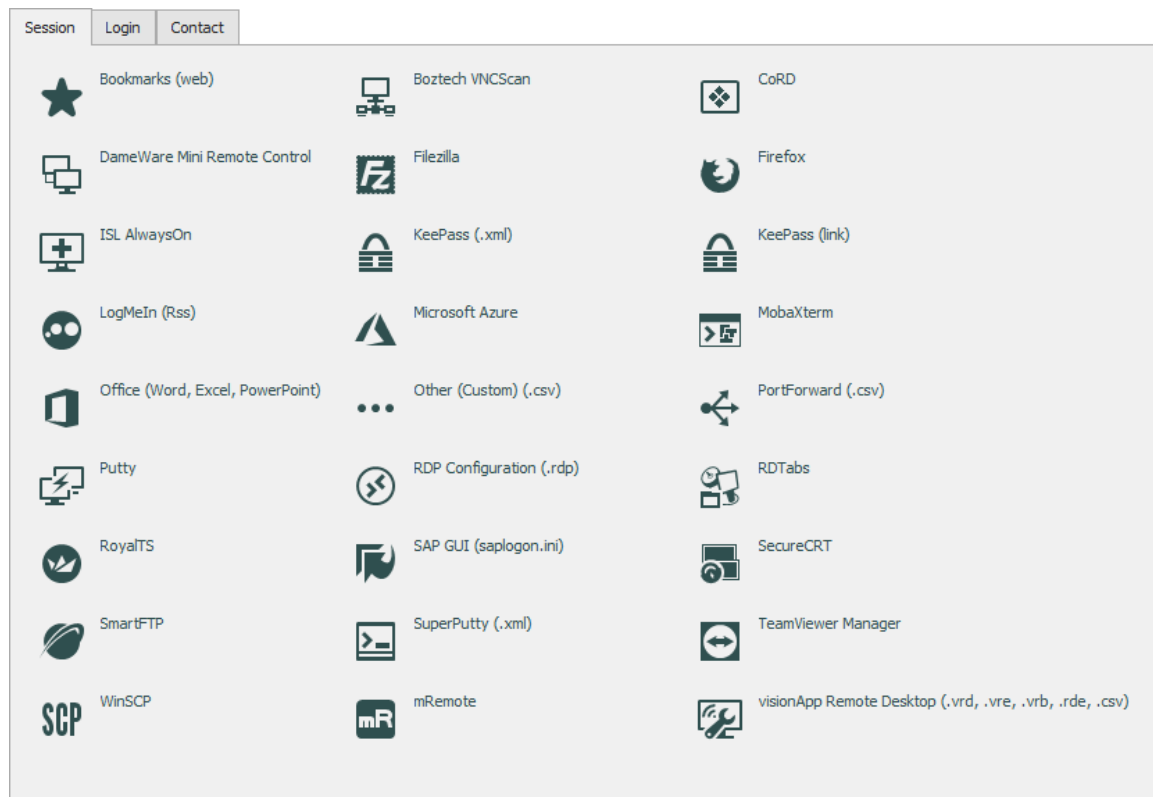 Session Login Contact
Bookmarks (web) Boztech VNCScan CoRD
DameWare Mini Remote Control Filezilla Firefox
Fz
ISL AlwaysOn KeePass (.xml) KeePass (link)
LogMeIn (Rss) Microsoft Azure MobaXterm
Office (Word, Excel, PowerPoint) Other (Custom) (.csv) PortForward (.csv)
Putty RDP Configuration (.rdp) RDTabs
RoyalTS SAP GUI (saplogon.ini) SecureCRT
SmartFTP SuperPutty (.xml) TeamViewer Manager
WinSCP mRemote visionApp Remote Desktop (.vrd, .vre, .vrb, .rde, .csv)
SCP mR